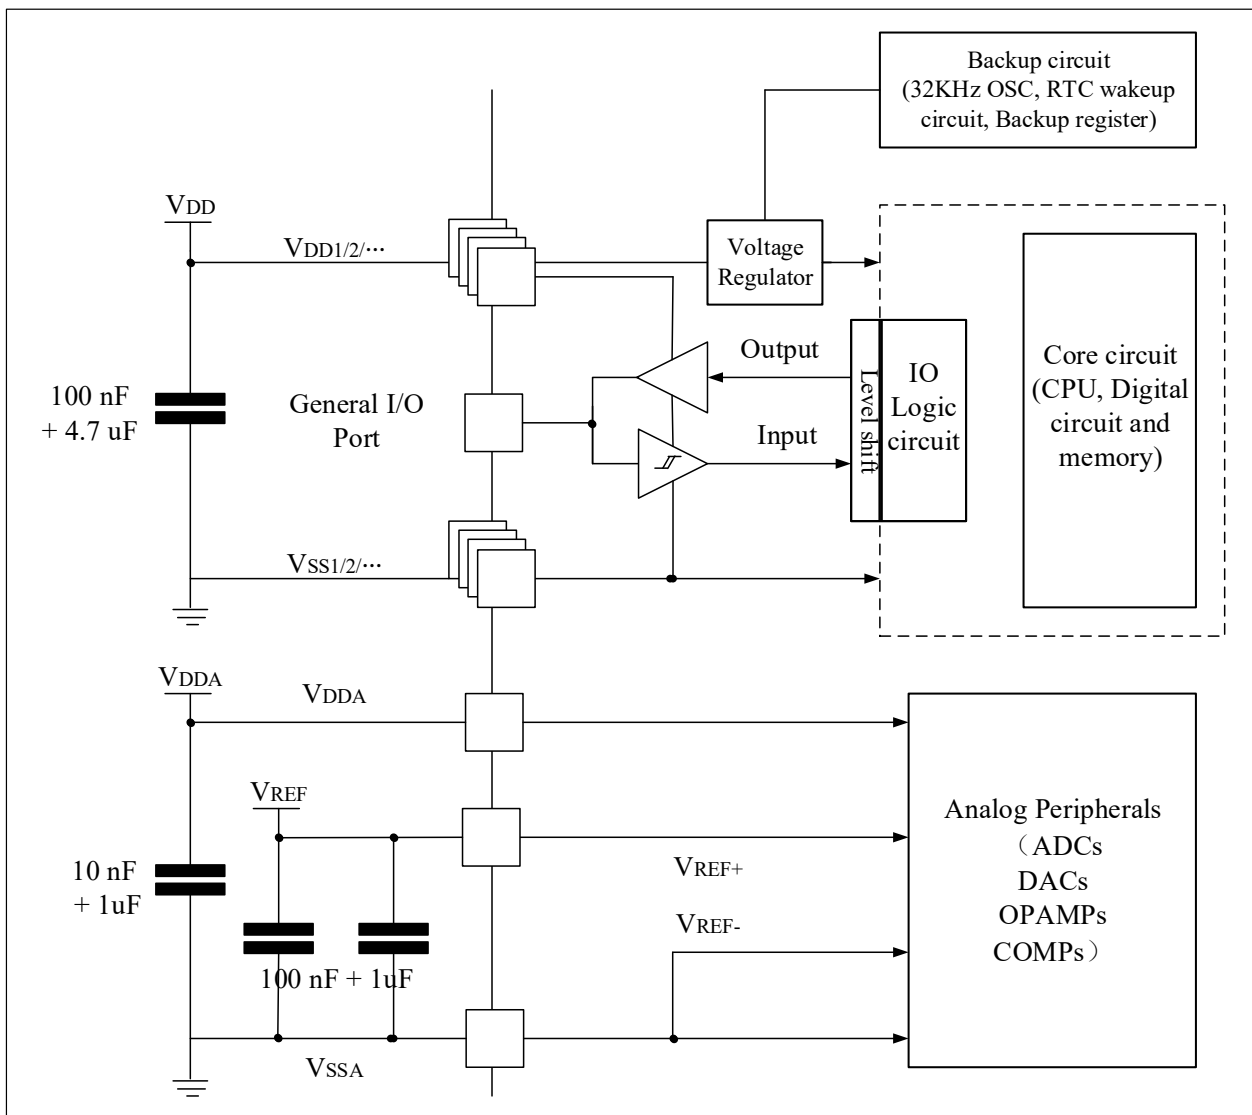 Backup circuit
(32KHz OSC, RTC wakeup
circuit, Backup register)
VDD
VDD1/2/···
Voltage
Regulator
100 nF
+ 4.7 uF
General I/O
Port
Output
Input
Level shift
IO
Logic
circuit
Core circuit
(CPU, Digital
circuit and
memory)
VSS1/2/···
VDDA
VDDA
VREF
10 nF
+ 1uF
VREF+
VREF-
100 nF + 1uF
VSSA
Analog Peripherals
（ADCs
DACs
OPAMPs
COMPs）